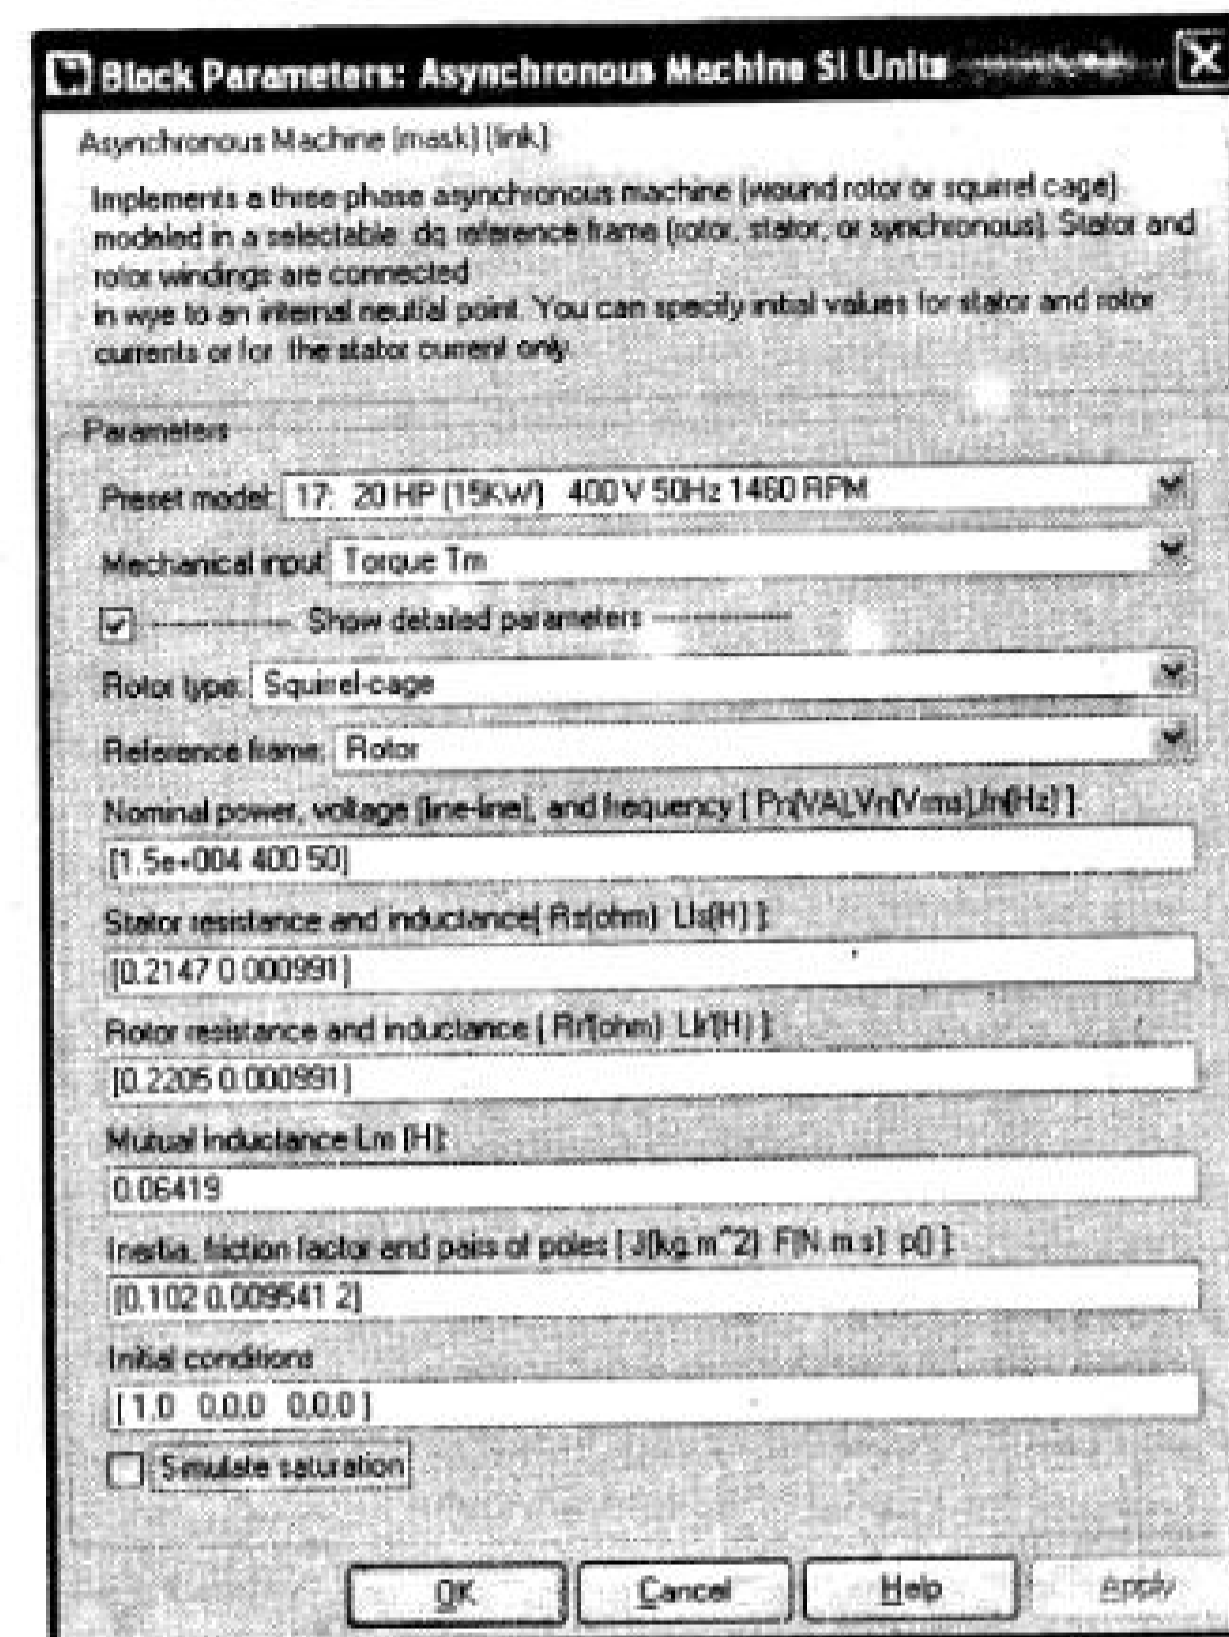 Block Parameters: Asynchronous Machine SI Units
Asynchronous Machine (mask) (link)
Implements a three-phase asynchronous machine (wound rotor or squirrel cage)
modeled in a selectable dq reference frame (rotor, stator, or synchronous). Stator and
rotor windings are connected
in wye to an internal neutral point. You can specify initial values for stator and rotor
currents or for the stator current only.
Parameters
Preset model: 17: 20 HP (15KW) 400 V 50Hz 1460 RPM
Mechanical input: Torque Tm
Show detailed parameters
Rotor type: Squirrel-cage
Reference frame: Rotor
Nominal power, voltage (line-line), and frequency [ Pn(VA),Vn(Vrms),fn(Hz) ]:
[1.5e+004 400 50]
Stator resistance and inductance[ Rs(ohm) Lls(H) ]:
[0.2147 0.000991]
Rotor resistance and inductance [ Rr'(ohm) Llr'(H) ]:
[0.2205 0.000991]
Mutual inductance Lm (H):
0.06419
Inertia, friction factor and pairs of poles [ J(kg.m^2) F(N.m.s) p() ]:
[0.102 0.009541 2]
Initial conditions
[ 1,0 0,0,0 0,0,0 ]
Simulate saturation
OK Cancel Help Apply